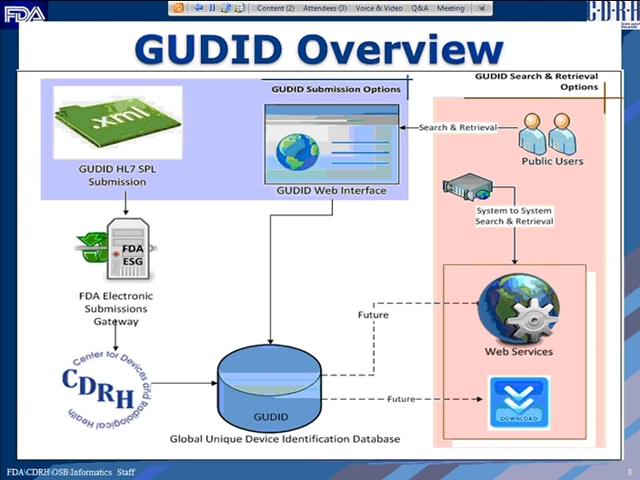 FDA
Content (2) Attendees (3) Voice & Video Q&A Meeting
CDRH
GUDID Overview
GUDID Submission Options
GUDID Search & Retrieval
Options
.xml
GUDID HL7 SPL
Submission
GUDID Web Interface
Search & Retrieval
Public Users
System to System
Search & Retrieval
FDA
ESG
FDA Electronic
Submissions
Gateway
Future
Web Services
Center for Devices and Radiological Health
CDRH
GUDID
Future
DOWNLOAD
Global Unique Device Identification Database
FDA\CDRH\OSB\Informatics Staff
8